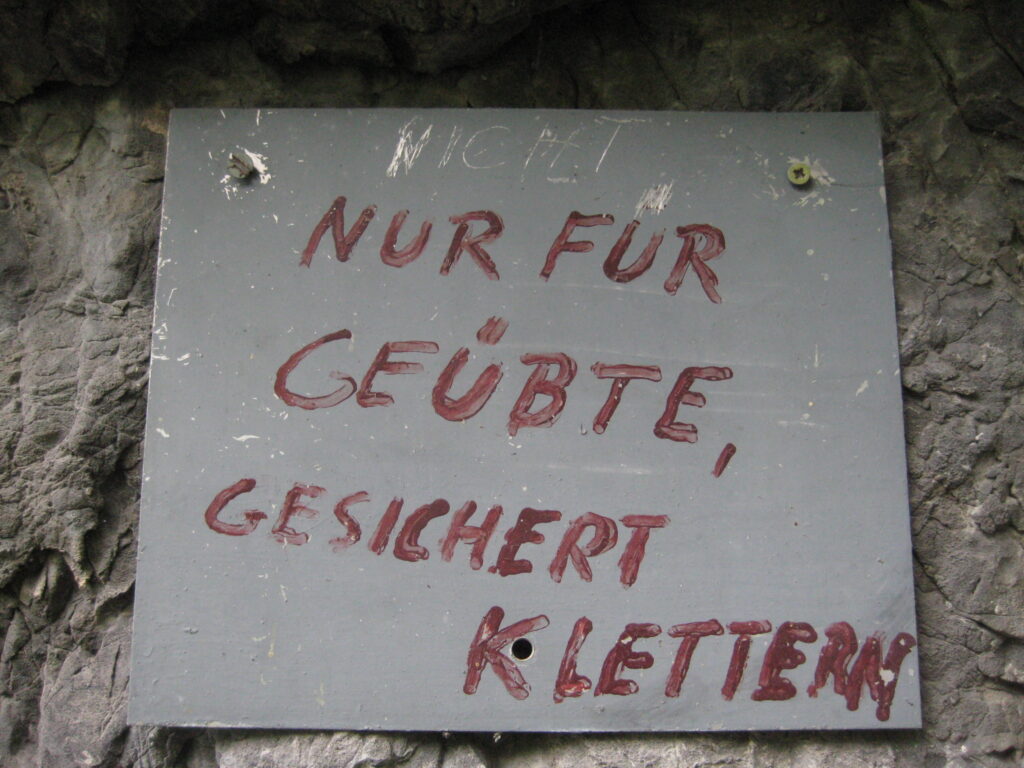 NICHT
NUR FÜR
GEÜBTE,
GESICHERT
KLETTERN